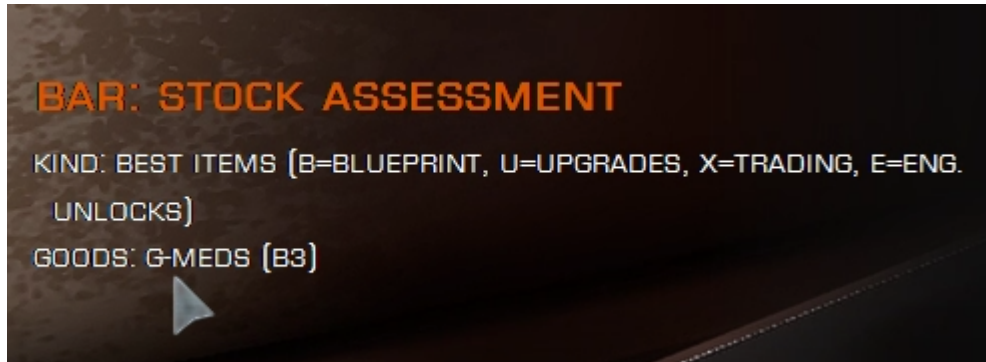 BAR: STOCK ASSESSMENT
KIND: BEST ITEMS (B=BLUEPRINT, U=UPGRADES, X=TRADING, E=ENG.
UNLOCKS)
GOODS: G-MEDS (B3)